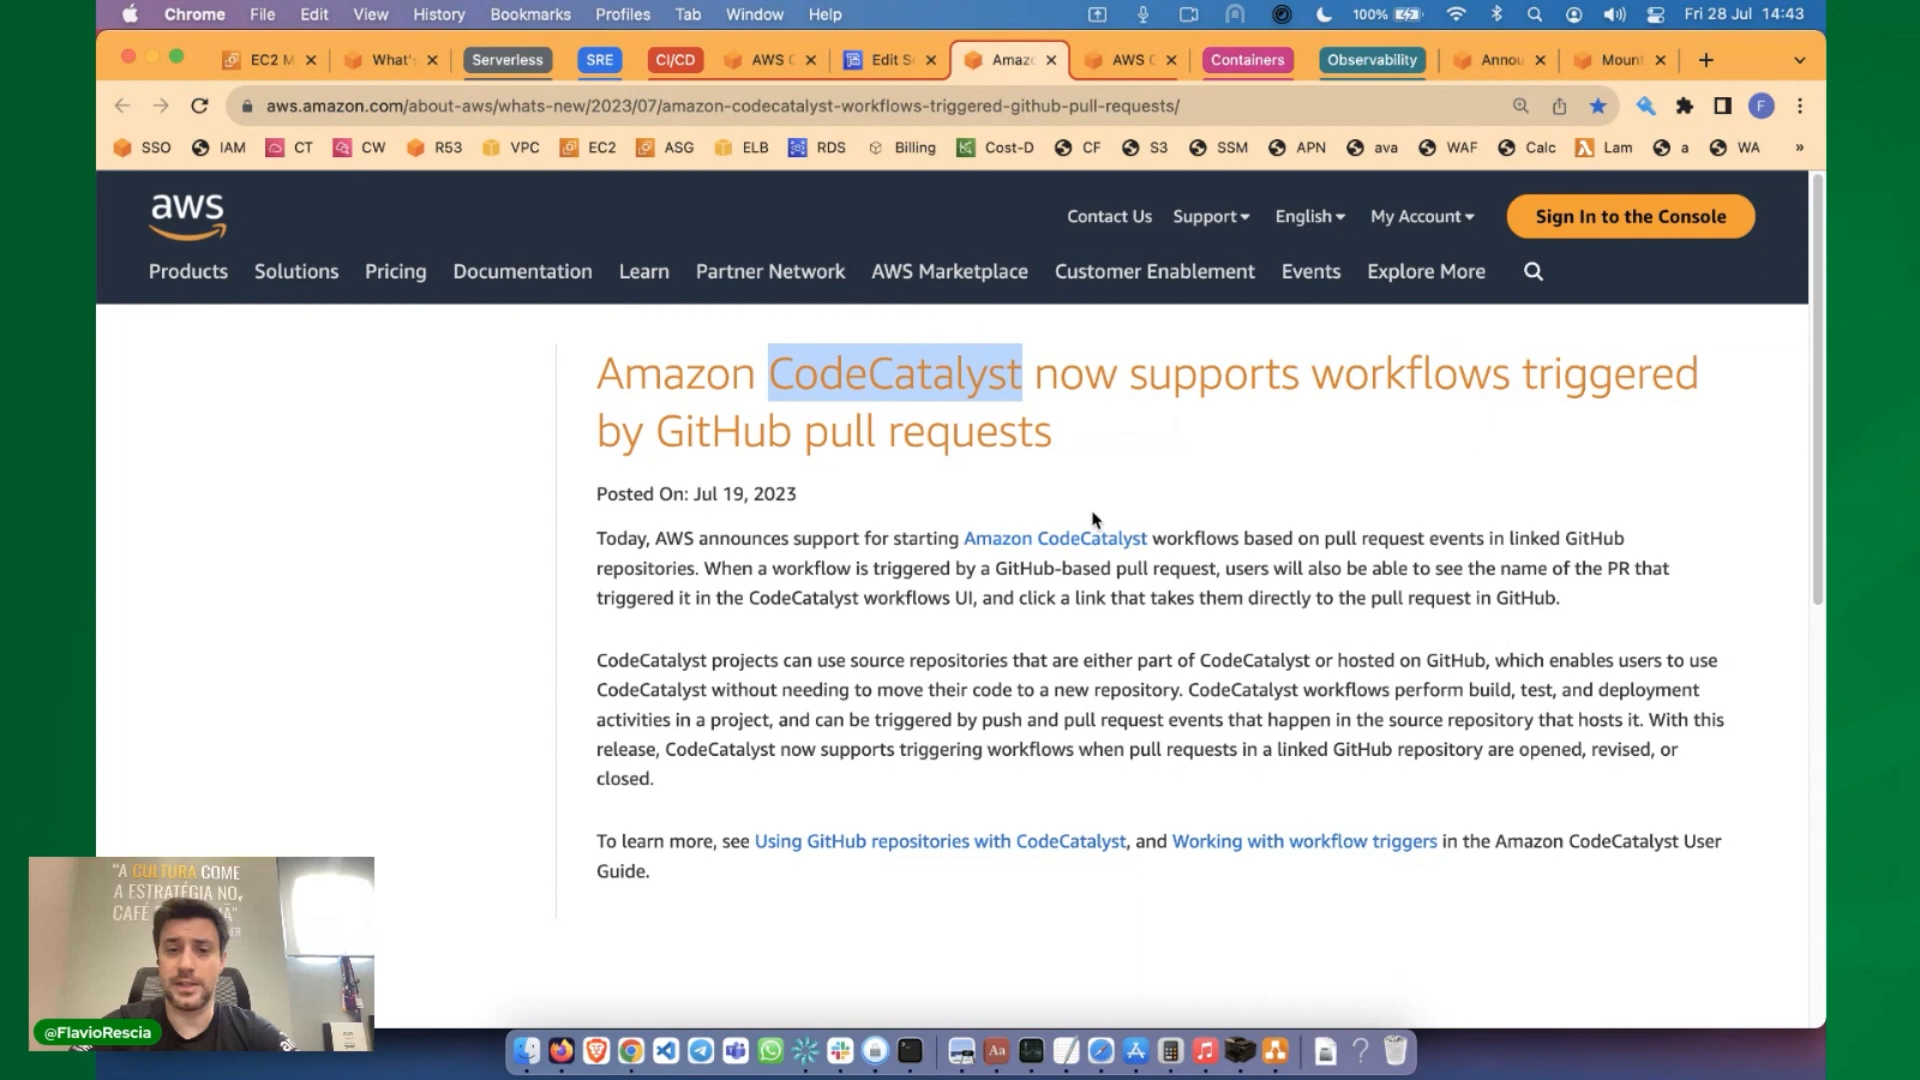 Chrome File Edit View History Bookmarks Profiles Tab Window Help 100% Fri 28 Jul 14:43
EC2 M What' Serverless SRE CI/CD AWS C Edit S Amaz AWS C Containers Observability Annou Moun
aws.amazon.com/about-aws/whats-new/2023/07/amazon-codecatalyst-workflows-triggered-github-pull-requests/ F
SSO IAM CT CW R53 VPC EC2 ASG ELB RDS Billing Cost-D CF S3 SSM APN ava WAF Calc Lam a WA »
aws
Contact Us Support English My Account Sign In to the Console
Products Solutions Pricing Documentation Learn Partner Network AWS Marketplace Customer Enablement Events Explore More
Amazon CodeCatalyst now supports workflows triggered
by GitHub pull requests
Posted On: Jul 19, 2023
Today, AWS announces support for starting Amazon CodeCatalyst workflows based on pull request events in linked GitHub
repositories. When a workflow is triggered by a GitHub-based pull request, users will also be able to see the name of the PR that
triggered it in the CodeCatalyst workflows UI, and click a link that takes them directly to the pull request in GitHub.
CodeCatalyst projects can use source repositories that are either part of CodeCatalyst or hosted on GitHub, which enables users to use
CodeCatalyst without needing to move their code to a new repository. CodeCatalyst workflows perform build, test, and deployment
activities in a project, and can be triggered by push and pull request events that happen in the source repository that hosts it. With this
release, CodeCatalyst now supports triggering workflows when pull requests in a linked GitHub repository are opened, revised, or
closed.
To learn more, see Using GitHub repositories with CodeCatalyst, and Working with workflow triggers in the Amazon CodeCatalyst User
Guide.
"A CULTURA COME
A ESTRATÉGIA NO,
CAFÉ
@FlavioRescia
Aa